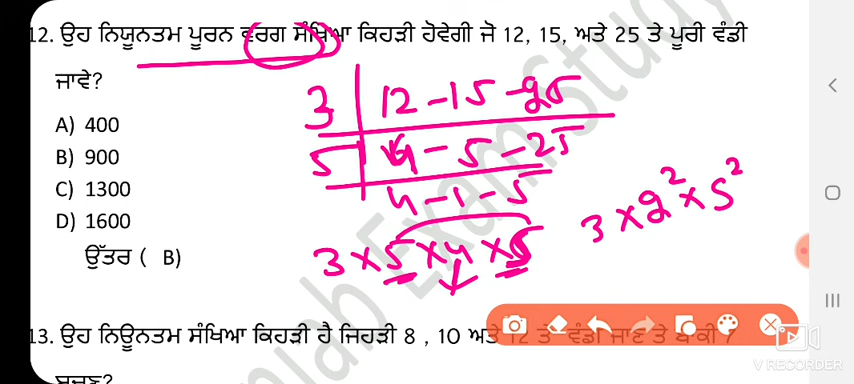 12. ਉਹ ਨਿਯੂਨਤਮ ਪੂਰਨ ਵਰਗ ਸੰਖਿਆ ਕਿਹੜੀ ਹੋਵੇਗੀ ਜੋ 12, 15, ਅਤੇ 25 ਤੇ ਪੂਰੀ ਵੰਡੀ
ਜਾਵੇ?
3 | 12 - 15 - 25
A) 400
5 | 4 - 5 - 25
B) 900
4 - 1 - 5
C) 1300
3 × 2² × 5²
D) 1600
3 × 5 × 4 × 5
ਉੱਤਰ ( B)
13. ਉਹ ਨਿਊਨਤਮ ਸੰਖਿਆ ਕਿਹੜੀ ਹੈ ਜਿਹੜੀ 8 , 10 ਅਤੇ 12 ਤੇ ਵੰਡੀ ਜਾਣ ਤੇ ਬਾਕੀ 7
ਬਚਣ?
V RECORDER